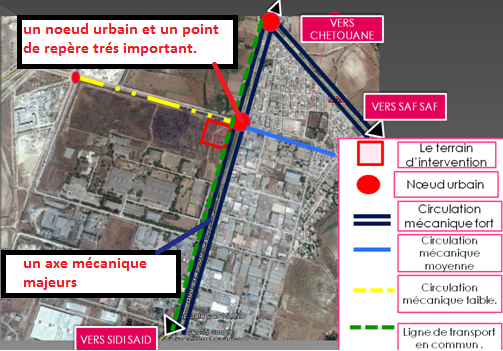 un noeud urbain et un point
de repère trés important.
VERS
CHETOUANE
VERS SAF SAF
Le terrain
d'intervention
Nœud urbain
Circulation
mécanique fort
Circulation
mécanique
moyenne
Circulation
mécanique faible.
Ligne de transport
en commun .
un axe mécanique
majeurs
VERS SIDI SAID